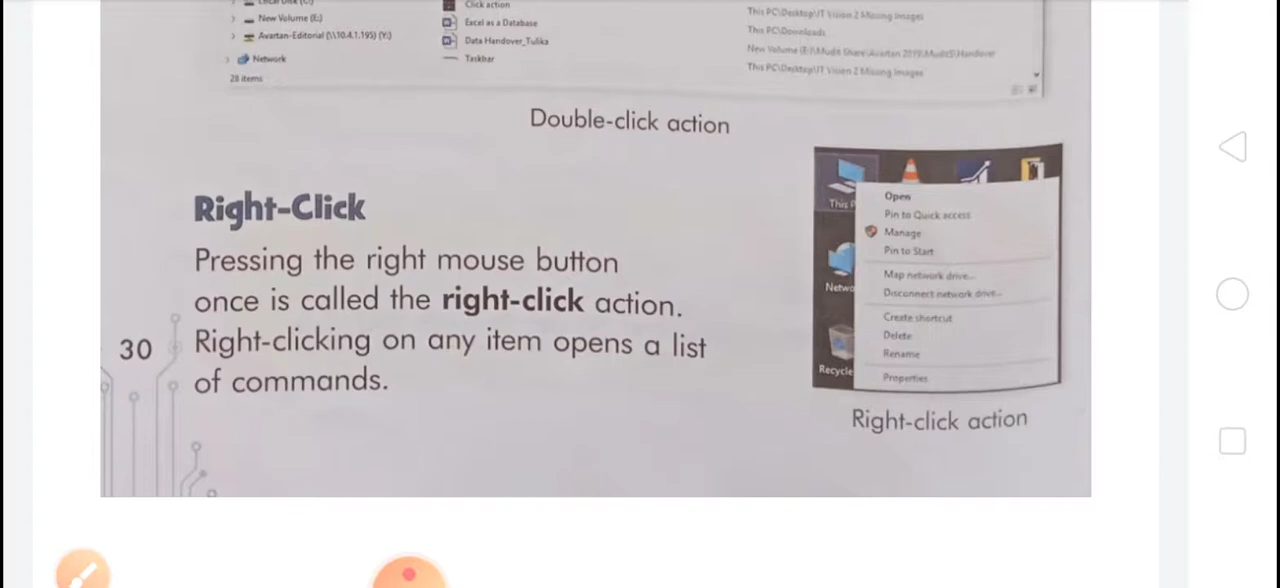 Click action
New Volume (E:)
Excel as a Database
Avartan-Editorial (\\10.4.1.195) (Y:)
Data Handover_Tulika
Network
Taskbar
28 items
This PC\Desktop\IT Vision 2 Missing Images
This PC\Downloads
This PC\Desktop\IT Vision 2 Missing Images
Double-click action
Right-Click
Pressing the right mouse button
once is called the right-click action.
Right-clicking on any item opens a list
of commands.
30
This P
Netwo
Recycle
Open
Pin to Quick access
Manage
Pin to Start
Map network drive...
Disconnect network drive...
Create shortcut
Delete
Rename
Properties
Right-click action